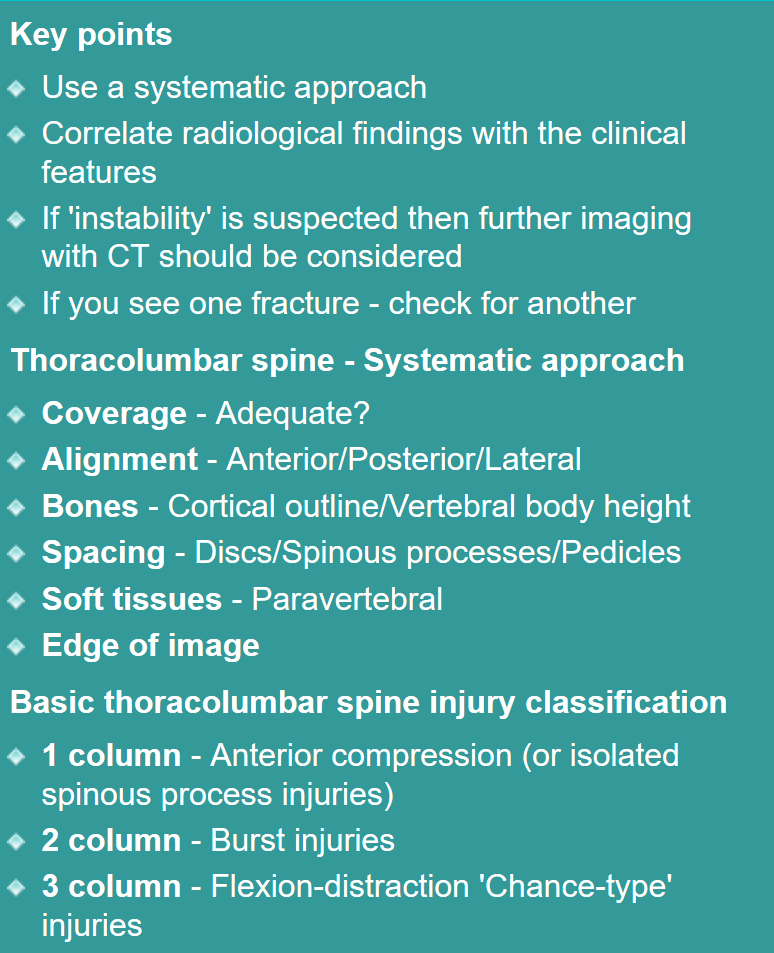 Key points
Use a systematic approach
Correlate radiological findings with the clinical
features
If 'instability' is suspected then further imaging
with CT should be considered
If you see one fracture - check for another
Thoracolumbar spine - Systematic approach
Coverage - Adequate?
Alignment - Anterior/Posterior/Lateral
Bones - Cortical outline/Vertebral body height
Spacing - Discs/Spinous processes/Pedicles
Soft tissues - Paravertebral
Edge of image
Basic thoracolumbar spine injury classification
1 column - Anterior compression (or isolated
spinous process injuries)
2 column - Burst injuries
3 column - Flexion-distraction 'Chance-type'
injuries